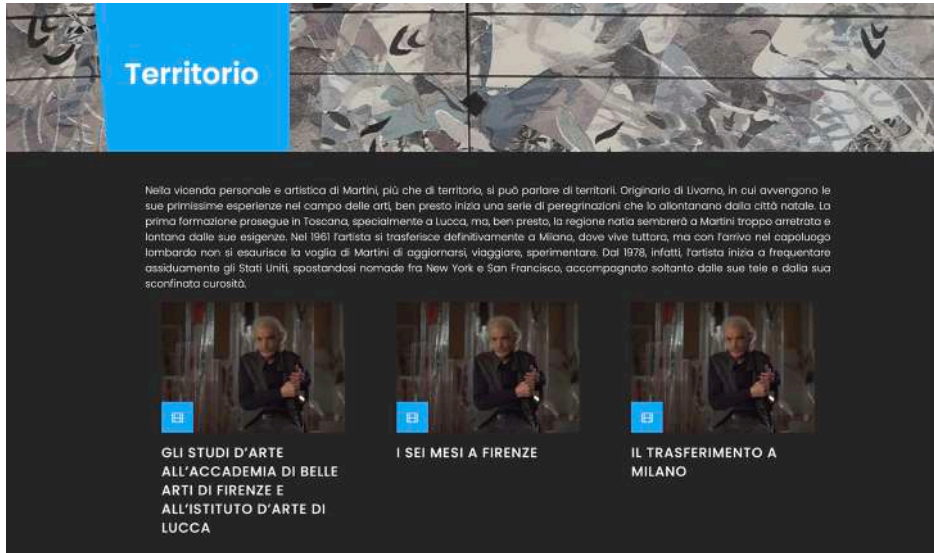 Territorio
Nella vicenda personale e artistica di Martini, più che di territorio, si può parlare di territorii. Originario di Livorno, in cui avvengono le
sue primissime esperienze nel campo delle arti, ben presto inizia una serie di peregrinazioni che lo allontanano dalla città natale. La
prima formazione prosegue in Toscana, specialmente a Lucca, ma, ben presto, la regione natia sembrerà a Martini troppo arretrata e
lontana dalle sue esigenze. Nel 1961 l'artista si trasferisce definitivamente a Milano, dove vive tuttora, ma con l'arrivo nel capoluogo
lombardo non si esaurisce la voglia di Martini di aggiornarsi, viaggiare, sperimentare. Dal 1978, infatti, l'artista inizia a frequentare
assiduamente gli Stati Uniti, spostandosi nomade fra New York e San Francisco, accompagnato soltanto dalle sue tele e dalla sua
sconfinata curosità.
GLI STUDI D'ARTE
ALL'ACCADEMIA DI BELLE
ARTI DI FIRENZE E
ALL'ISTITUTO D'ARTE DI
LUCCA
I SEI MESI A FIRENZE
IL TRASFERIMENTO A
MILANO